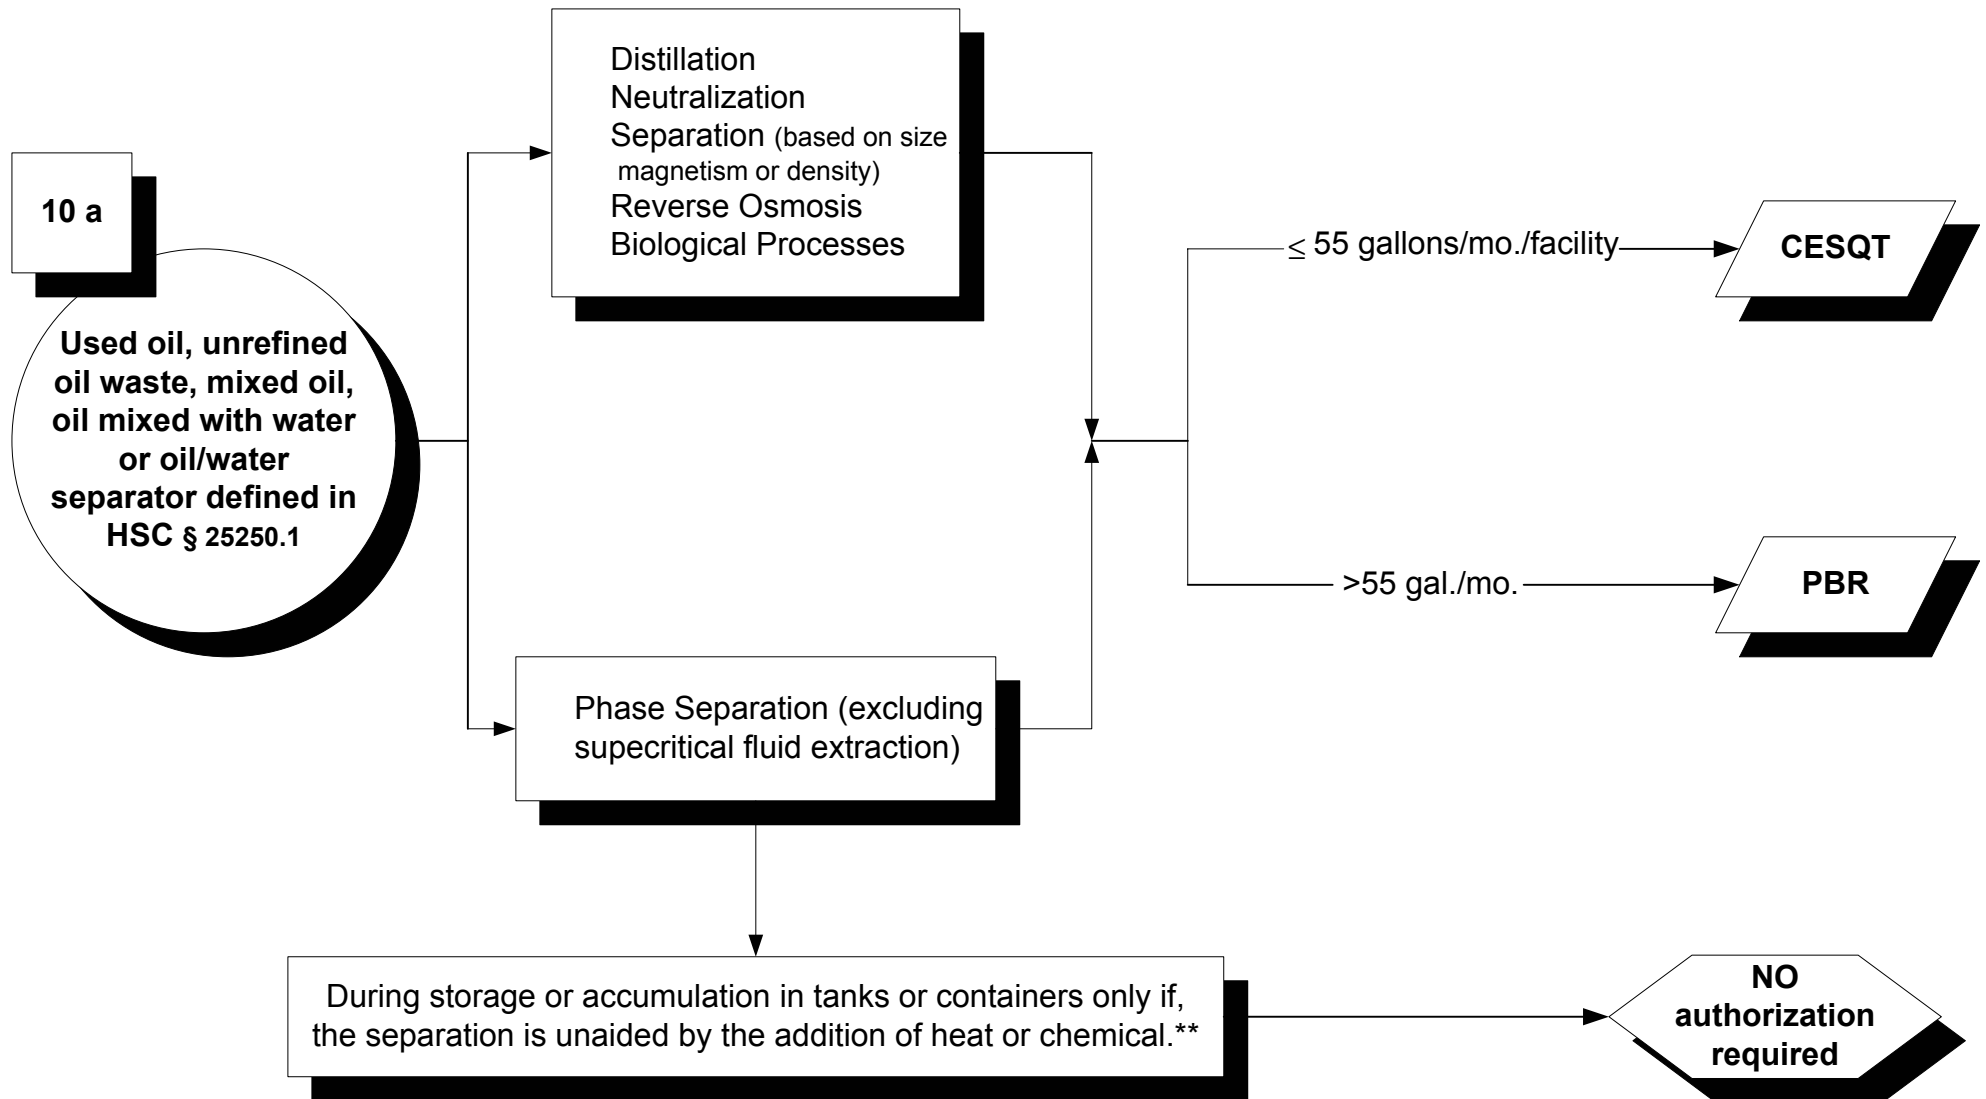 10 a
Used oil, unrefined
oil waste, mixed oil,
oil mixed with water
or oil/water
separator defined in
HSC § 25250.1
Distillation
Neutralization
Separation (based on size
magnetism or density)
Reverse Osmosis
Biological Processes
Phase Separation (excluding
supecritical fluid extraction)
≤ 55 gallons/mo./facility
CESQT
>55 gal./mo.
PBR
During storage or accumulation in tanks or containers only if,
the separation is unaided by the addition of heat or chemical.**
NO
authorization
required